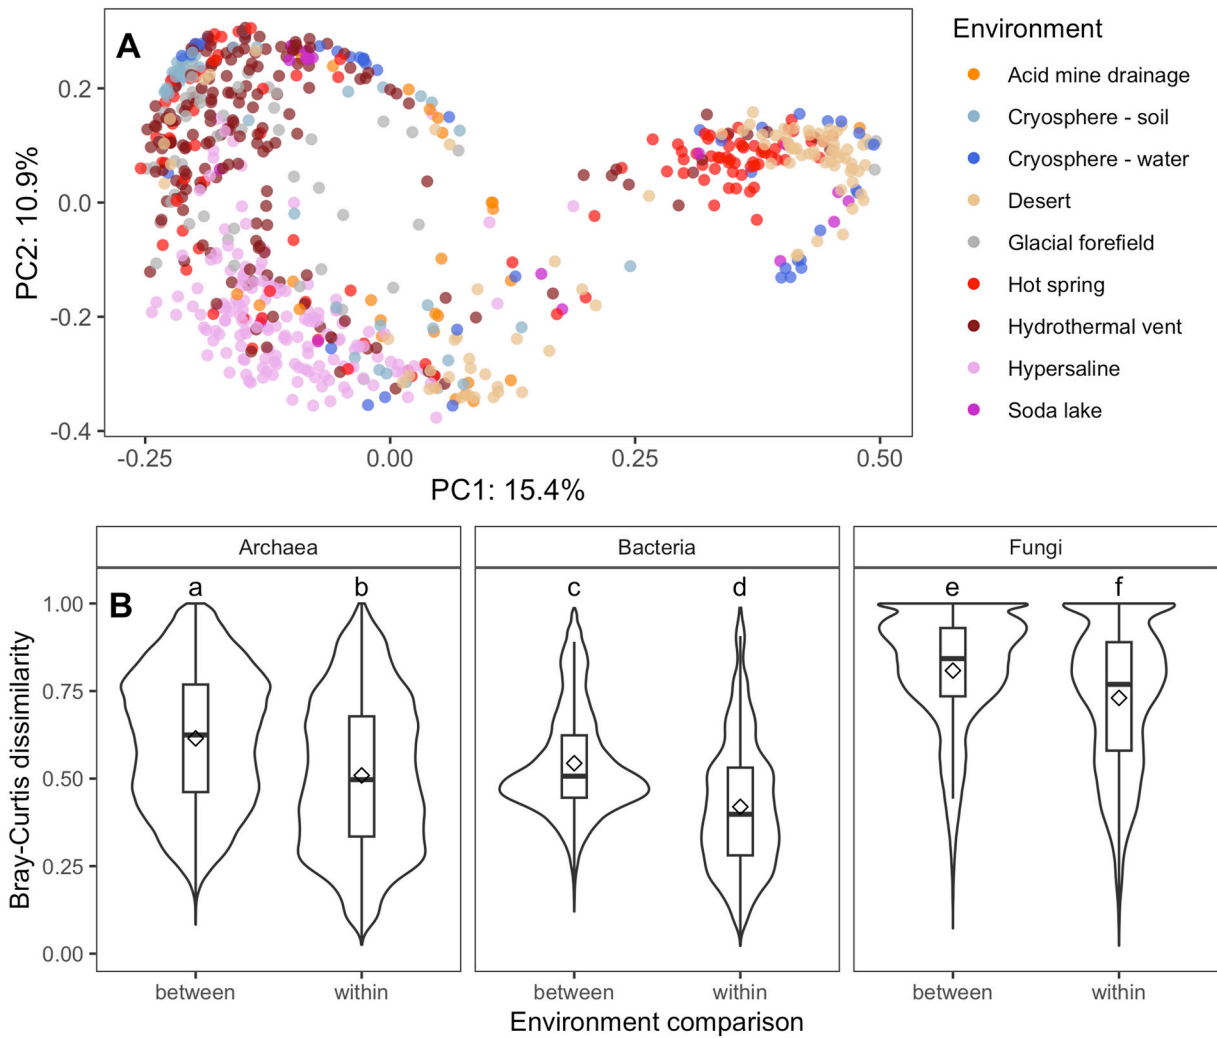 A
Environment
Acid mine drainage
Cryosphere - soil
Cryosphere - water
Desert
Glacial forefield
Hot spring
Hydrothermal vent
Hypersaline
Soda lake
PC2: 10.9%
0.2
0.0
-0.2
-0.4
-0.25 0.00 0.25 0.50
PC1: 15.4%
Archaea Bacteria Fungi
B
a b c d e f
Bray-Curtis dissimilarity
1.00
0.75
0.50
0.25
0.00
between within between within between within
Environment comparison